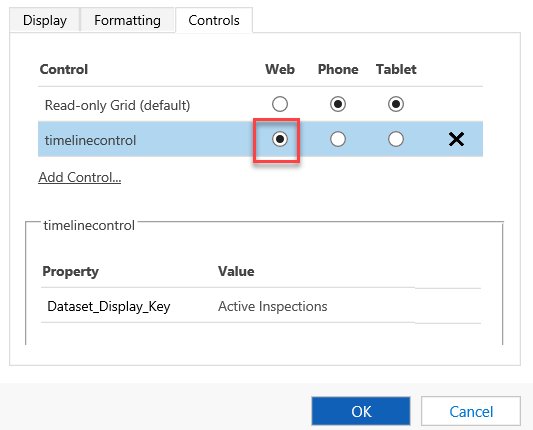 Display Formatting Controls
Control Web Phone Tablet
Read-only Grid (default)
timelinecontrol
Add Control...
timelinecontrol
Property Value
Dataset_Display_Key Active Inspections
OK Cancel